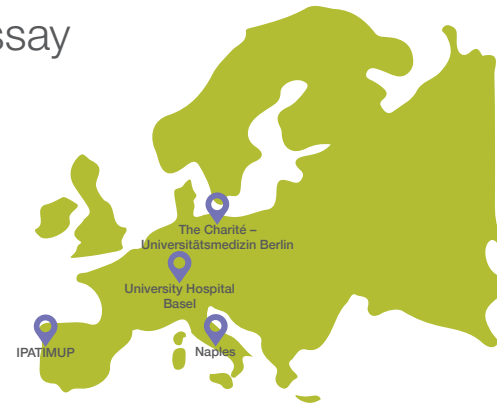 ssay
The Charité –
Universitätsmedizin Berlin
University Hospital
Basel
IPATIMUP
Naples